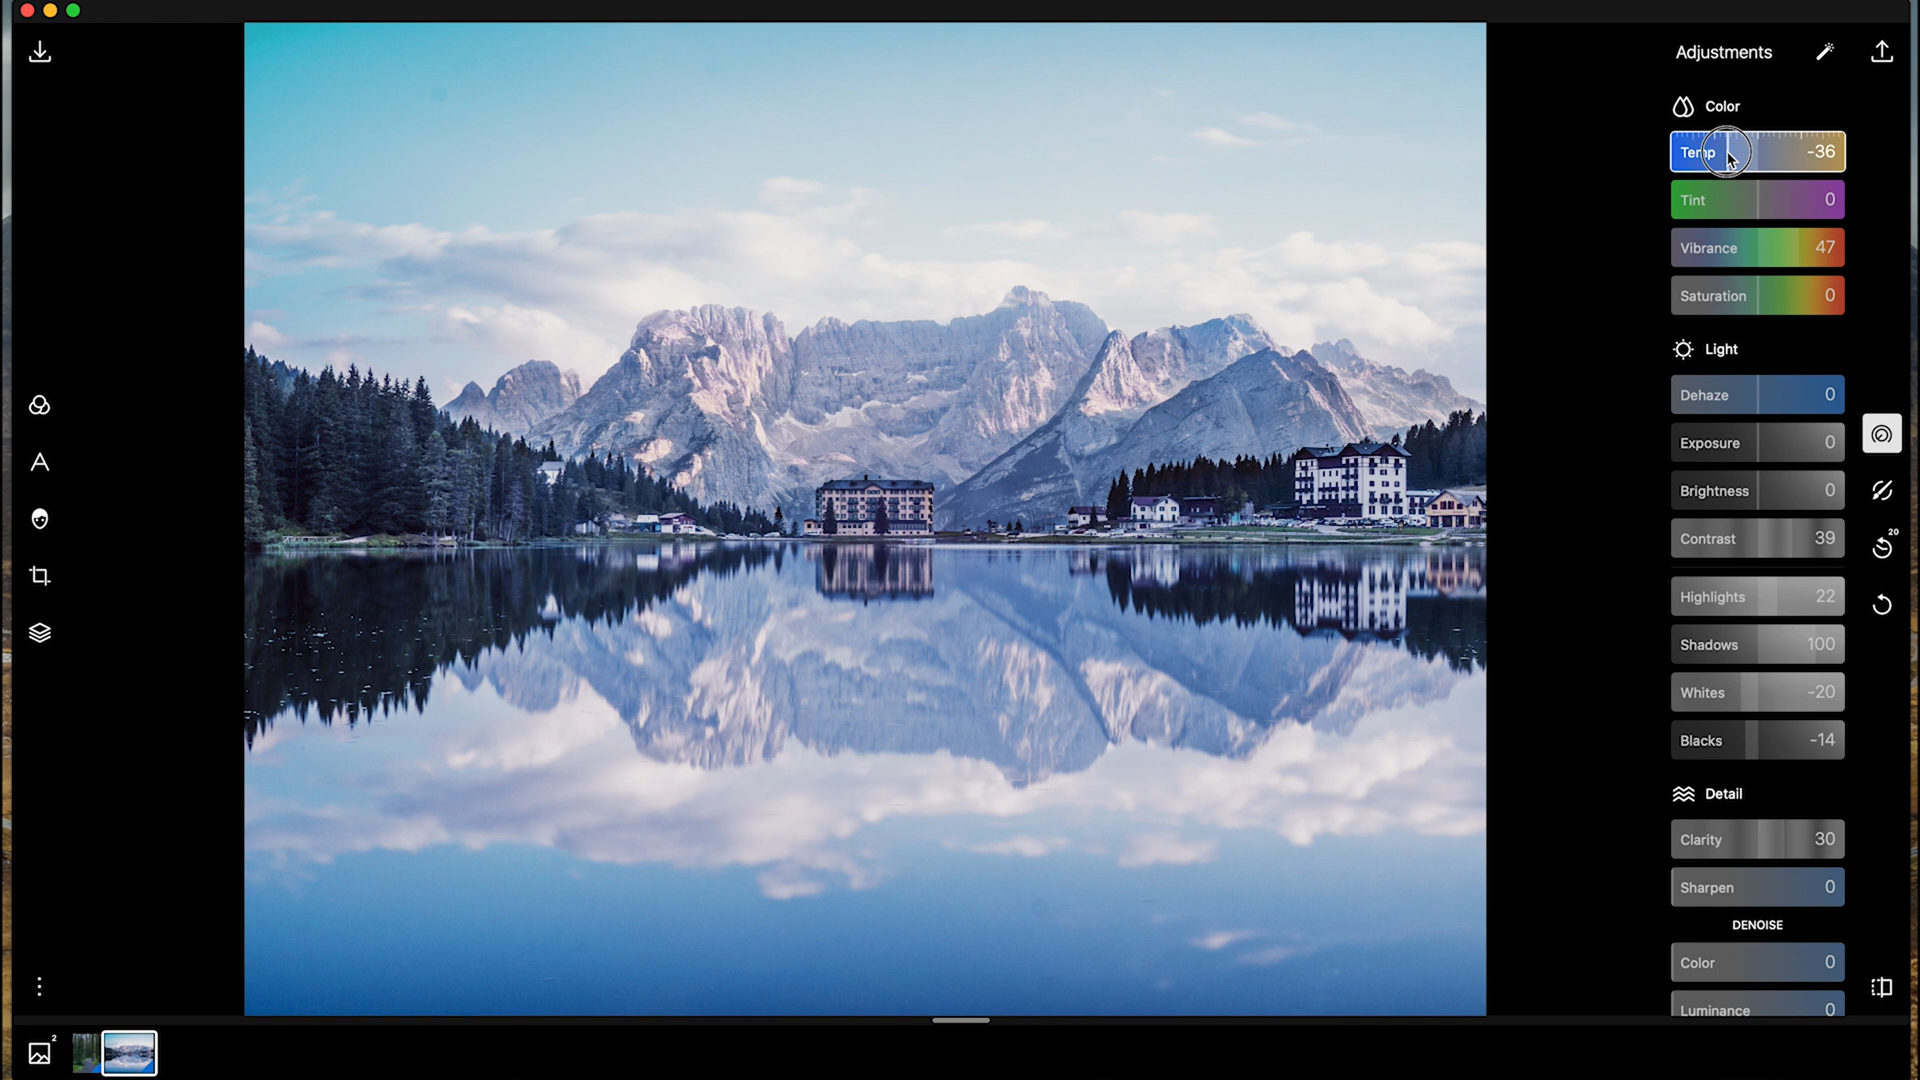 Adjustments
Color
Temp -36
Tint 0
Vibrance 47
Saturation 0
Light
Dehaze 0
Exposure 0
Brightness 0
Contrast 39
Highlights 22
20
Shadows 100
Whites -20
Blacks -14
Detail
Clarity 30
Sharpen 0
DENOISE
Color 0
Luminance 0
2